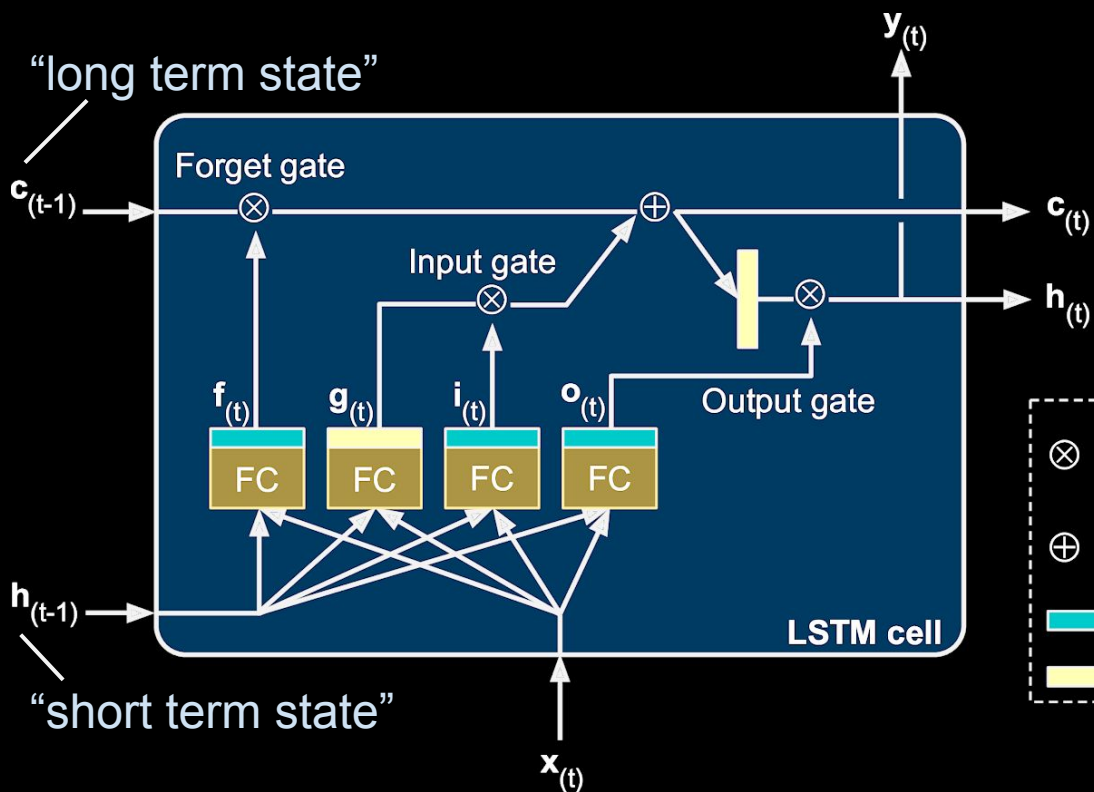 y(t)
“long term state”
Forget gate
c(t-1)
c(t)
Input gate
h(t)
f(t) g(t) i(t) o(t)
Output gate
FC FC FC FC
h(t-1)
LSTM cell
“short term state”
x(t)